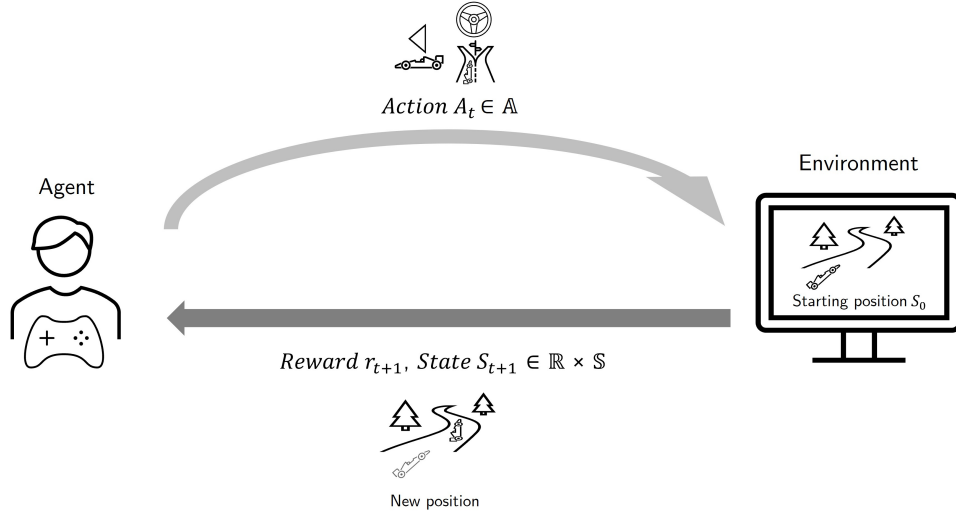 Action A_t ∈ 𝔸
Environment
Agent
Starting position S_0
Reward r_{t+1}, State S_{t+1} ∈ ℝ × 𝕊
New position